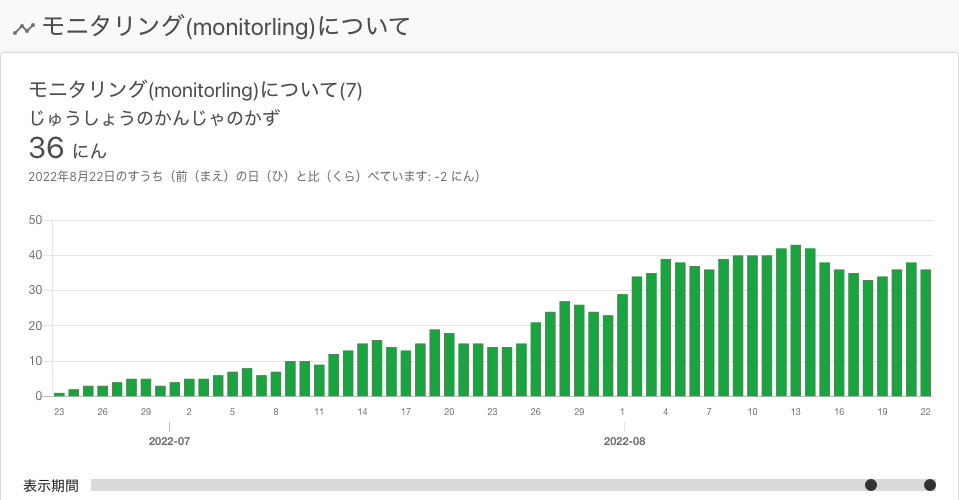 モニタリング(monitorling)について
モニタリング(monitorling)について(7)
じゅうしょうのかんじゃのかず
36 にん
2022年8月22日のすうち（前（まえ）の日（ひ）と比（くら）べています: -2 にん）
50
40
30
20
10
0
23 26 29 2 5 8 11 14 17 20 23 26 29 1 4 7 10 13 16 19 22
2022-07 2022-08
表示期間